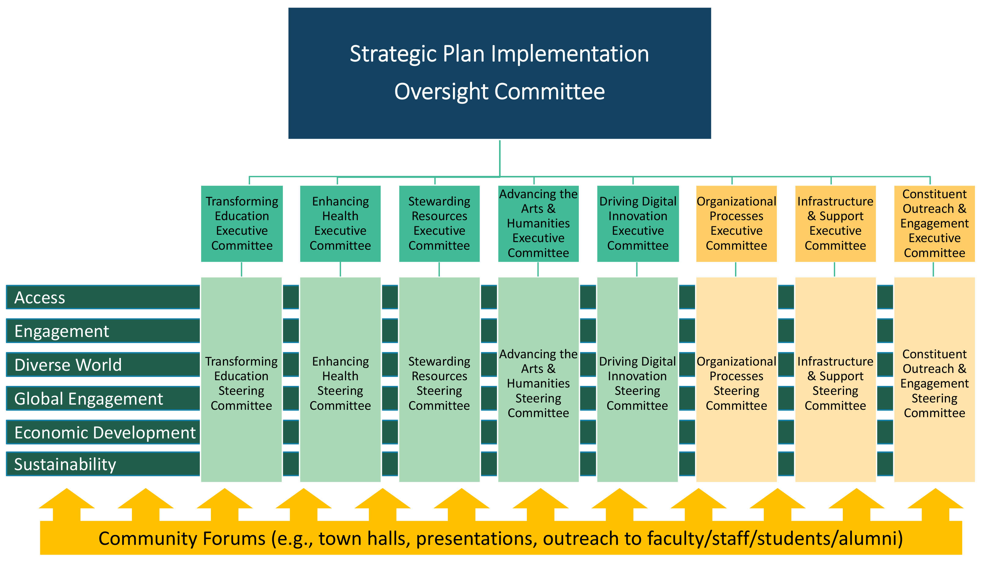 Strategic Plan Implementation
Oversight Committee
Transforming
Education
Executive
Committee
Enhancing
Health
Executive
Committee
Stewarding
Resources
Executive
Committee
Advancing the
Arts &
Humanities
Executive
Committee
Driving Digital
Innovation
Executive
Committee
Organizational
Processes
Executive
Committee
Infrastructure
& Support
Executive
Committee
Constituent
Outreach &
Engagement
Executive
Committee
Access
Engagement
Diverse World
Global Engagement
Economic Development
Sustainability
Transforming
Education
Steering
Committee
Enhancing
Health
Steering
Committee
Stewarding
Resources
Steering
Committee
Advancing the
Arts &
Humanities
Steering
Committee
Driving Digital
Innovation
Steering
Committee
Organizational
Processes
Steering
Committee
Infrastructure
& Support
Steering
Committee
Constituent
Outreach &
Engagement
Steering
Committee
Community Forums (e.g., town halls, presentations, outreach to faculty/staff/students/alumni)